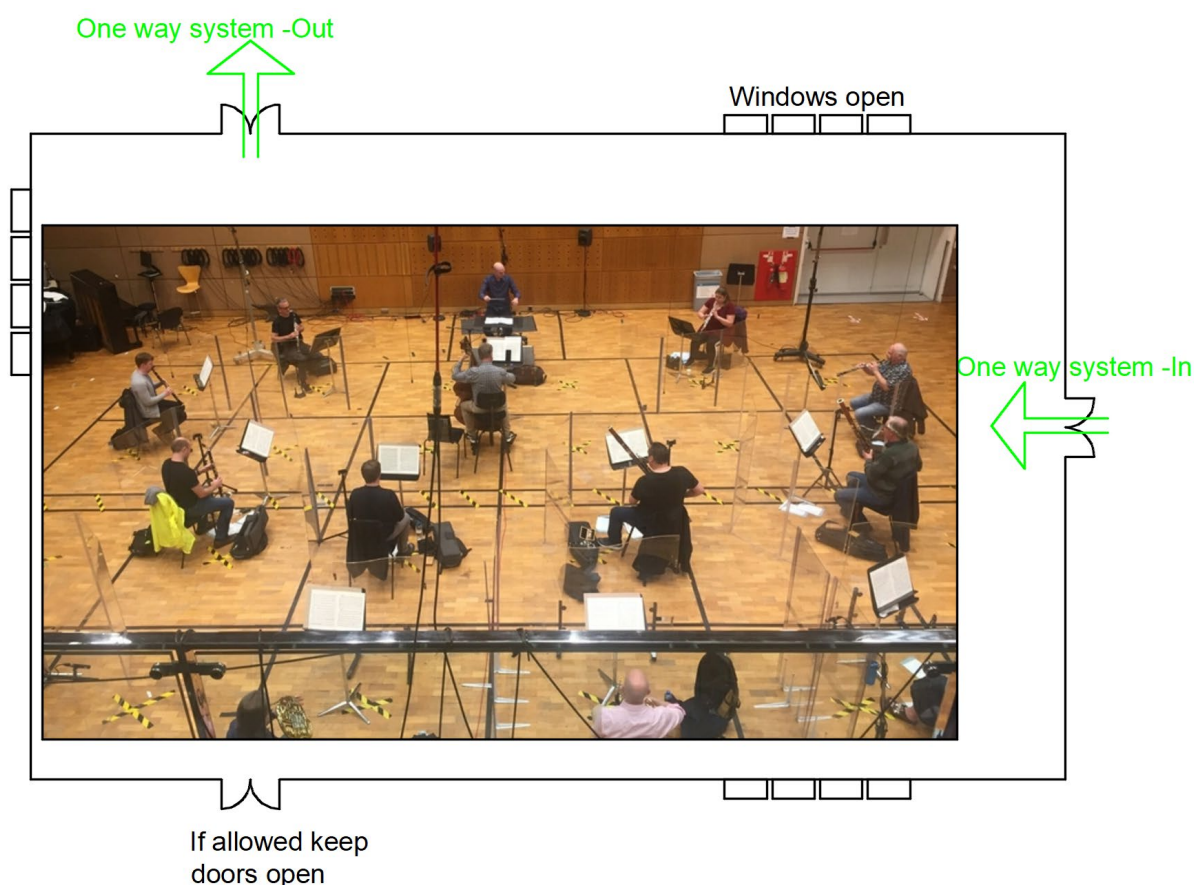 One way system -Out
Windows open
One way system -In
If allowed keep
doors open